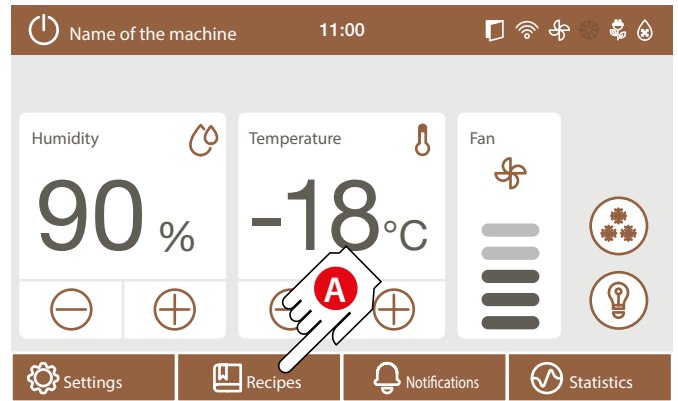 Name of the machine 11:00
Humidity
90 %
Temperature
-18°C
Fan
A
Settings
Recipes
Notifications
Statistics